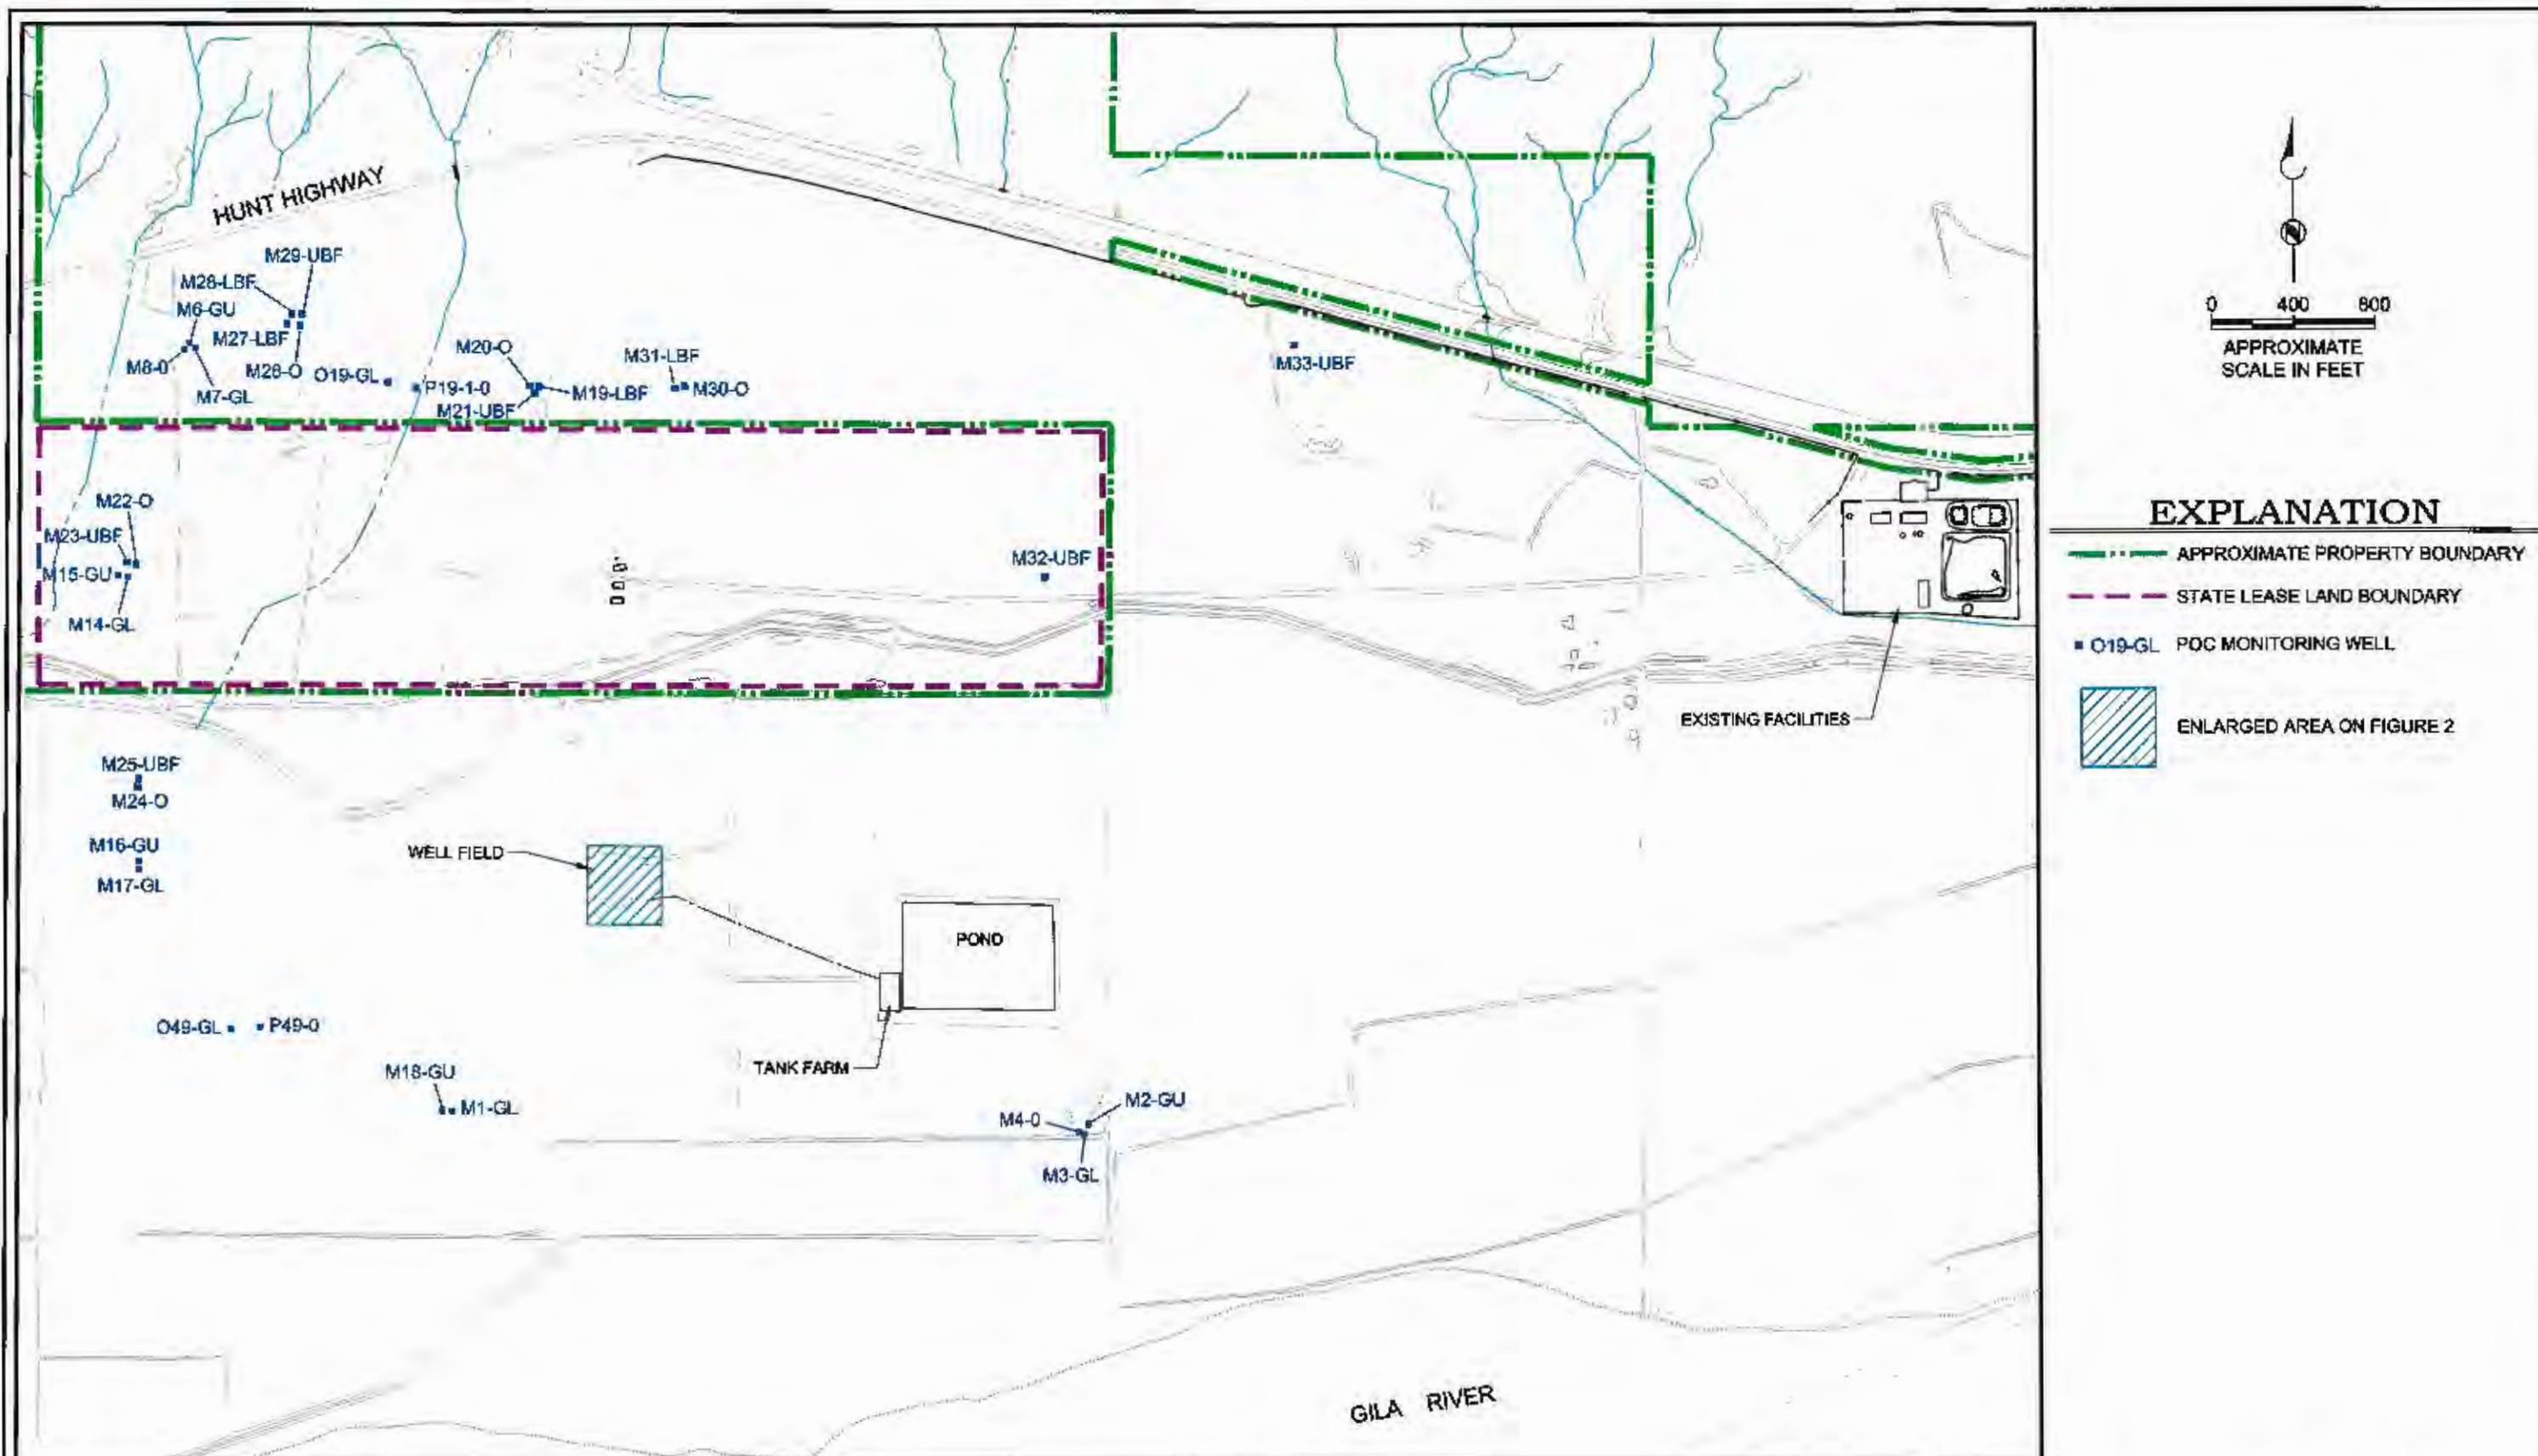 HUNT HIGHWAY
M29-UBF
M28-LBF
M6-GU
M27-LBF
M8-0
M26-O
M7-GL
O19-GL
P19-1-0
M20-O
M21-UBF
M19-LBF
M31-LBF
M30-O
M33-UBF
M22-O
M23-UBF
M15-GU
M14-GL
M32-UBF
EXISTING FACILITIES
M25-UBF
M24-O
M16-GU
M17-GL
WELL FIELD
POND
TANK FARM
O49-GL
P49-0
M18-GU
M1-GL
M4-0
M2-GU
M3-GL
GILA RIVER
N
0 400 800
APPROXIMATE
SCALE IN FEET
EXPLANATION
APPROXIMATE PROPERTY BOUNDARY
STATE LEASE LAND BOUNDARY
O19-GL POC MONITORING WELL
ENLARGED AREA ON FIGURE 2